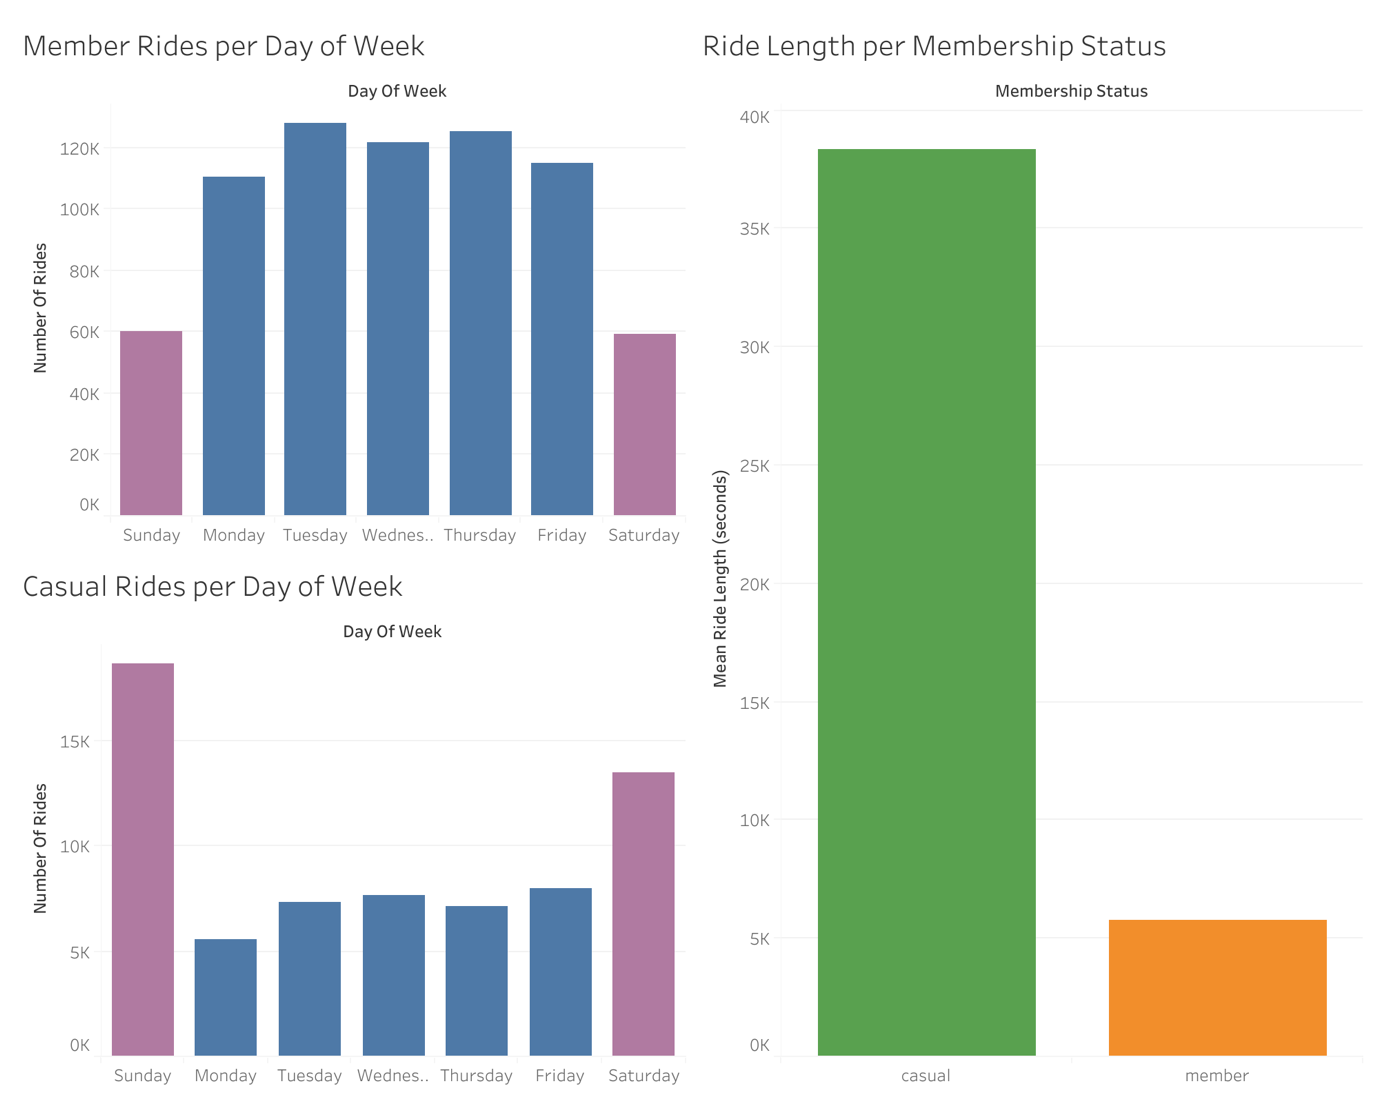 Member Rides per Day of Week
Day Of Week
Number Of Rides
120K
100K
80K
60K
40K
20K
0K
Sunday Monday Tuesday Wednes.. Thursday Friday Saturday
Casual Rides per Day of Week
Day Of Week
Number Of Rides
15K
10K
5K
0K
Sunday Monday Tuesday Wednes.. Thursday Friday Saturday
Ride Length per Membership Status
Membership Status
Mean Ride Length (seconds)
40K
35K
30K
25K
20K
15K
10K
5K
0K
casual member